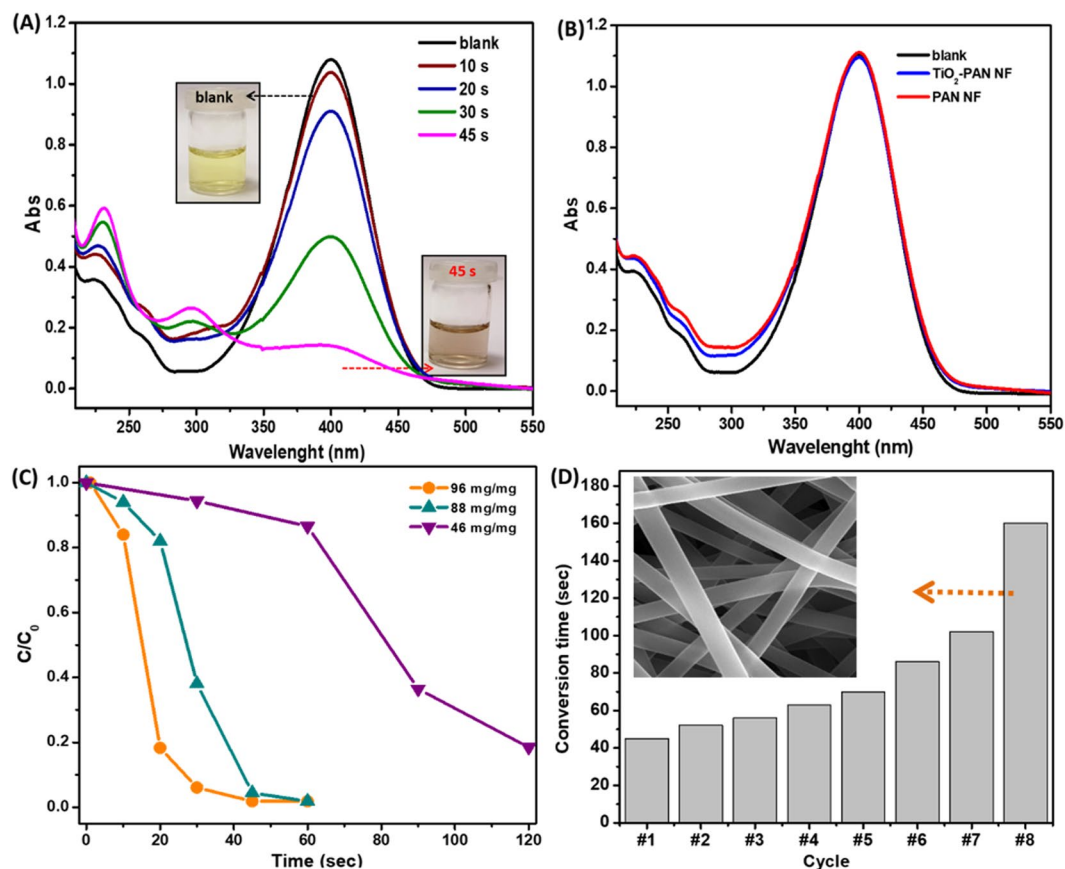 (A)
1.2
1.0
0.8
0.6
0.4
0.2
0.0
Abs
blank
10 s
20 s
30 s
45 s
blank
45 s
250 300 350 400 450 500 550
Wavelenght (nm)
(B)
1.2
1.0
0.8
0.6
0.4
0.2
0.0
Abs
blank
TiO₂-PAN NF
PAN NF
250 300 350 400 450 500 550
Wavelenght (nm)
(C)
1.0
0.8
0.6
0.4
0.2
0.0
C/C₀
96 mg/mg
88 mg/mg
46 mg/mg
0 20 40 60 80 100 120
Time (sec)
(D)
180
160
140
120
100
80
60
40
20
0
Conversion time (sec)
#1 #2 #3 #4 #5 #6 #7 #8
Cycle